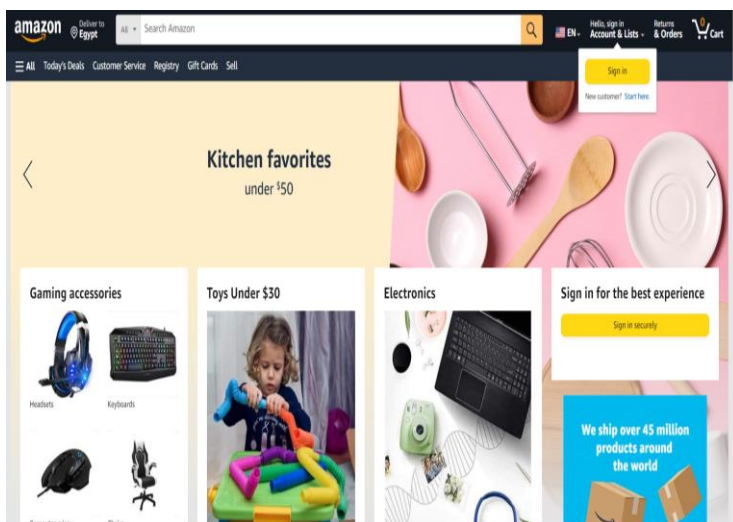 amazon
Deliver to
Egypt
All
Search Amazon
EN
Hello, sign in
Account & Lists
Returns
& Orders
0
Cart
All Today's Deals Customer Service Registry Gift Cards Sell
Sign in
New customer? Start here.
Kitchen favorites
under $50
Gaming accessories
Headsets
Keyboards
Toys Under $30
Electronics
Sign in for the best experience
Sign in securely
We ship over 45 million
products around
the world